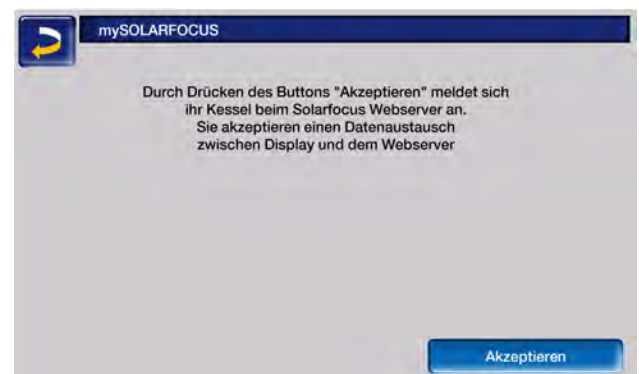 mySOLARFOCUS
Durch Drücken des Buttons "Akzeptieren" meldet sich
ihr Kessel beim Solarfocus Webserver an.
Sie akzeptieren einen Datenaustausch
zwischen Display und dem Webserver
Akzeptieren